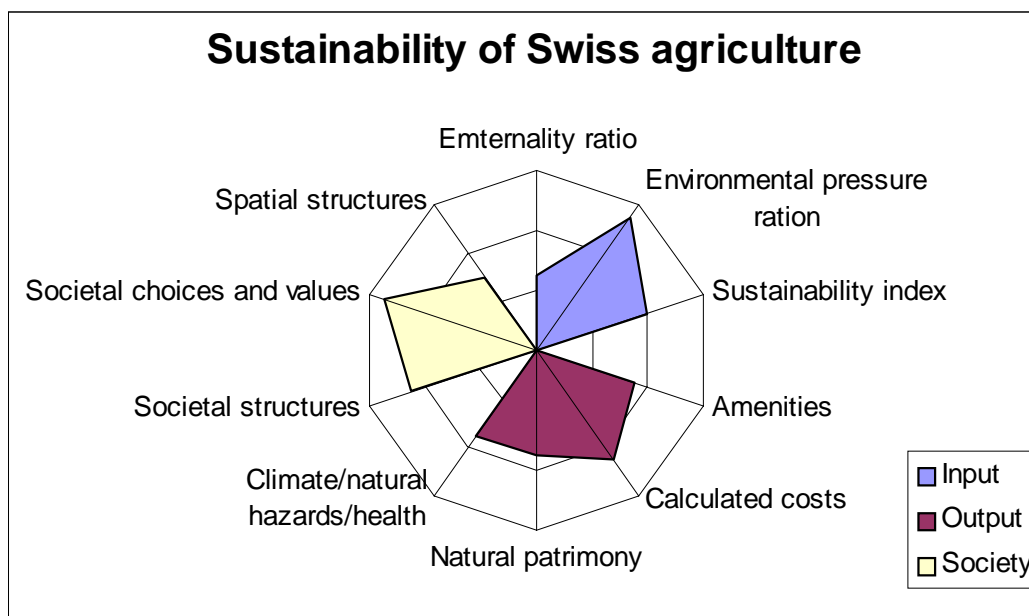 Sustainability of Swiss agriculture
Emternality ratio
Environmental pressure
ration
Spatial structures
Societal choices and values
Sustainability index
Societal structures
Amenities
Climate/natural
hazards/health
Calculated costs
Natural patrimony
Input
Output
Society